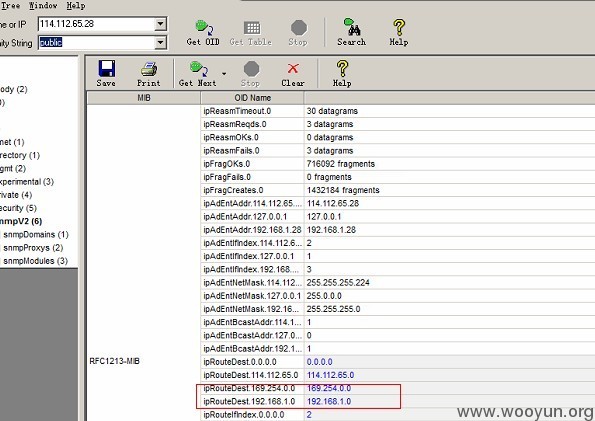 Tree Window Help
me or IP 114.112.65.28
nity String public
Get OID Get Table Stop Search Help
Save Print Get Next Stop Clear Help
MIB OID Name
ipReasmTimeout.0 30 datagrams
ipReasmReqds.0 3 datagrams
ipReasmOKs.0 0 datagrams
ipReasmFails.0 3 datagrams
ipFragOKs.0 716092 fragments
ipFragFails.0 0 fragments
ipFragCreates.0 1432184 fragments
ipAdEntAddr.114.112.65.... 114.112.65.28
ipAdEntAddr.127.0.0.1 127.0.0.1
ipAdEntAddr.192.168.1.28 192.168.1.28
ipAdEntIfIndex.114.112.6... 2
ipAdEntIfIndex.127.0.0.1 1
ipAdEntIfIndex.192.168.... 3
ipAdEntNetMask.114.112... 255.255.255.224
ipAdEntNetMask.127.0.0.1 255.0.0.0
ipAdEntNetMask.192.16... 255.255.255.0
ipAdEntBcastAddr.114.1... 1
ipAdEntBcastAddr.127.0... 0
ipAdEntBcastAddr.192.1... 1
RFC1213-MIB ipRouteDest.0.0.0.0 0.0.0.0
ipRouteDest.114.112.65.0 114.112.65.0
ipRouteDest.169.254.0.0 169.254.0.0
ipRouteDest.192.168.1.0 192.168.1.0
ipRouteIfIndex.0.0.0.0 2
ody (2)
)
net (1)
rectory (1)
gmt (2)
xperimental (3)
rivate (4)
ecurity (5)
nmpV2 (6)
snmpDomains (1)
snmpProxys (2)
snmpModules (3)
www.wooyun.org